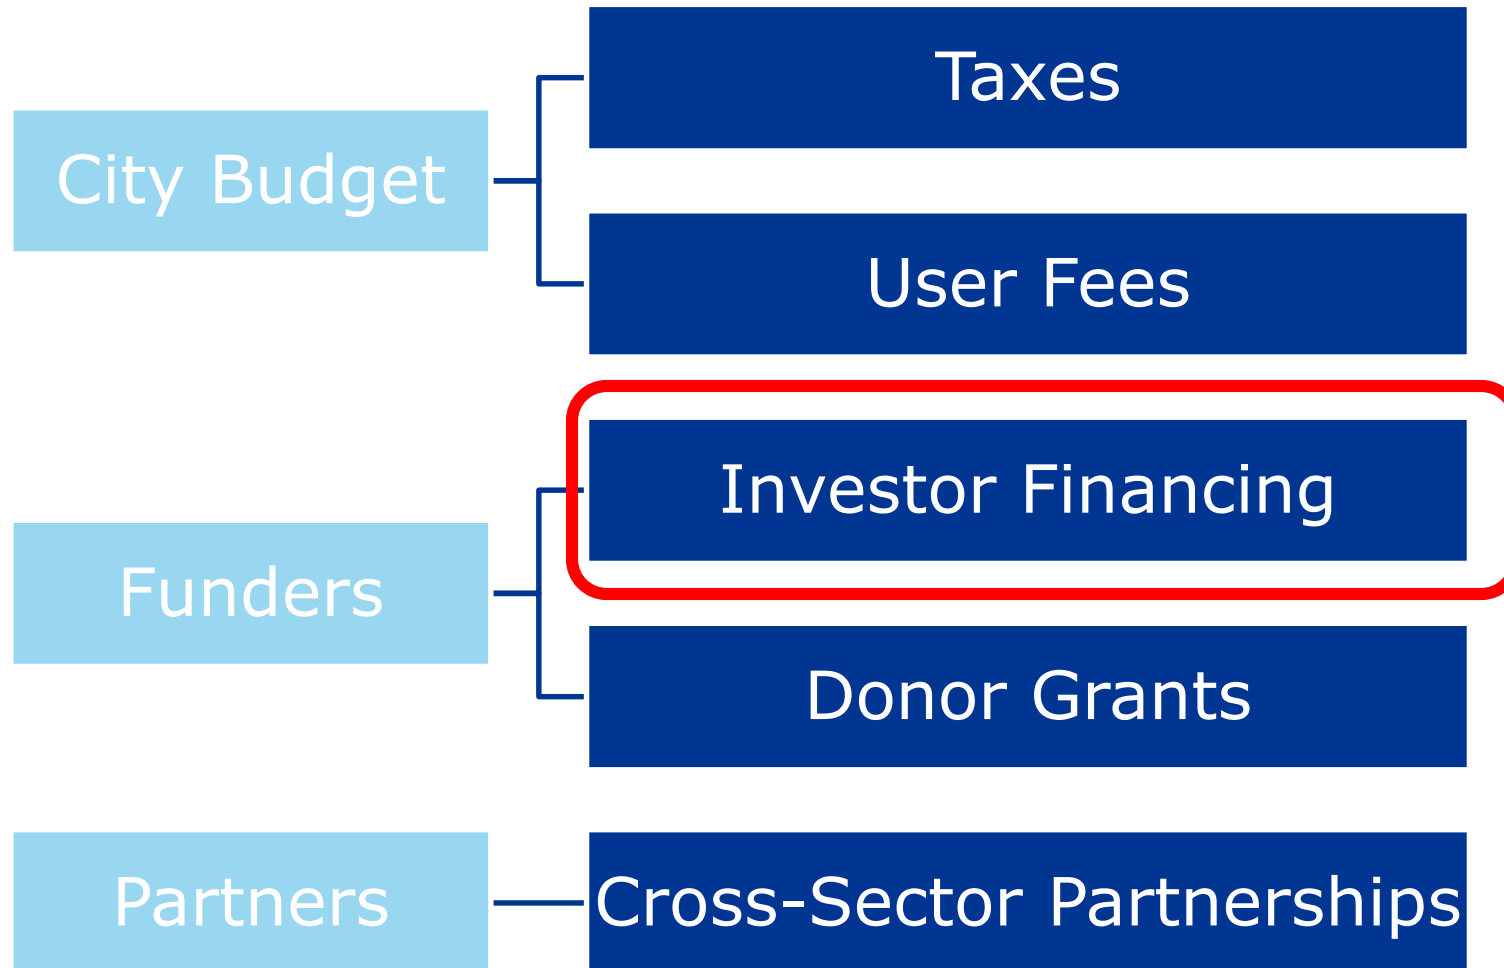 City Budget
Taxes
User Fees
Funders
Investor Financing
Donor Grants
Partners
Cross-Sector Partnerships